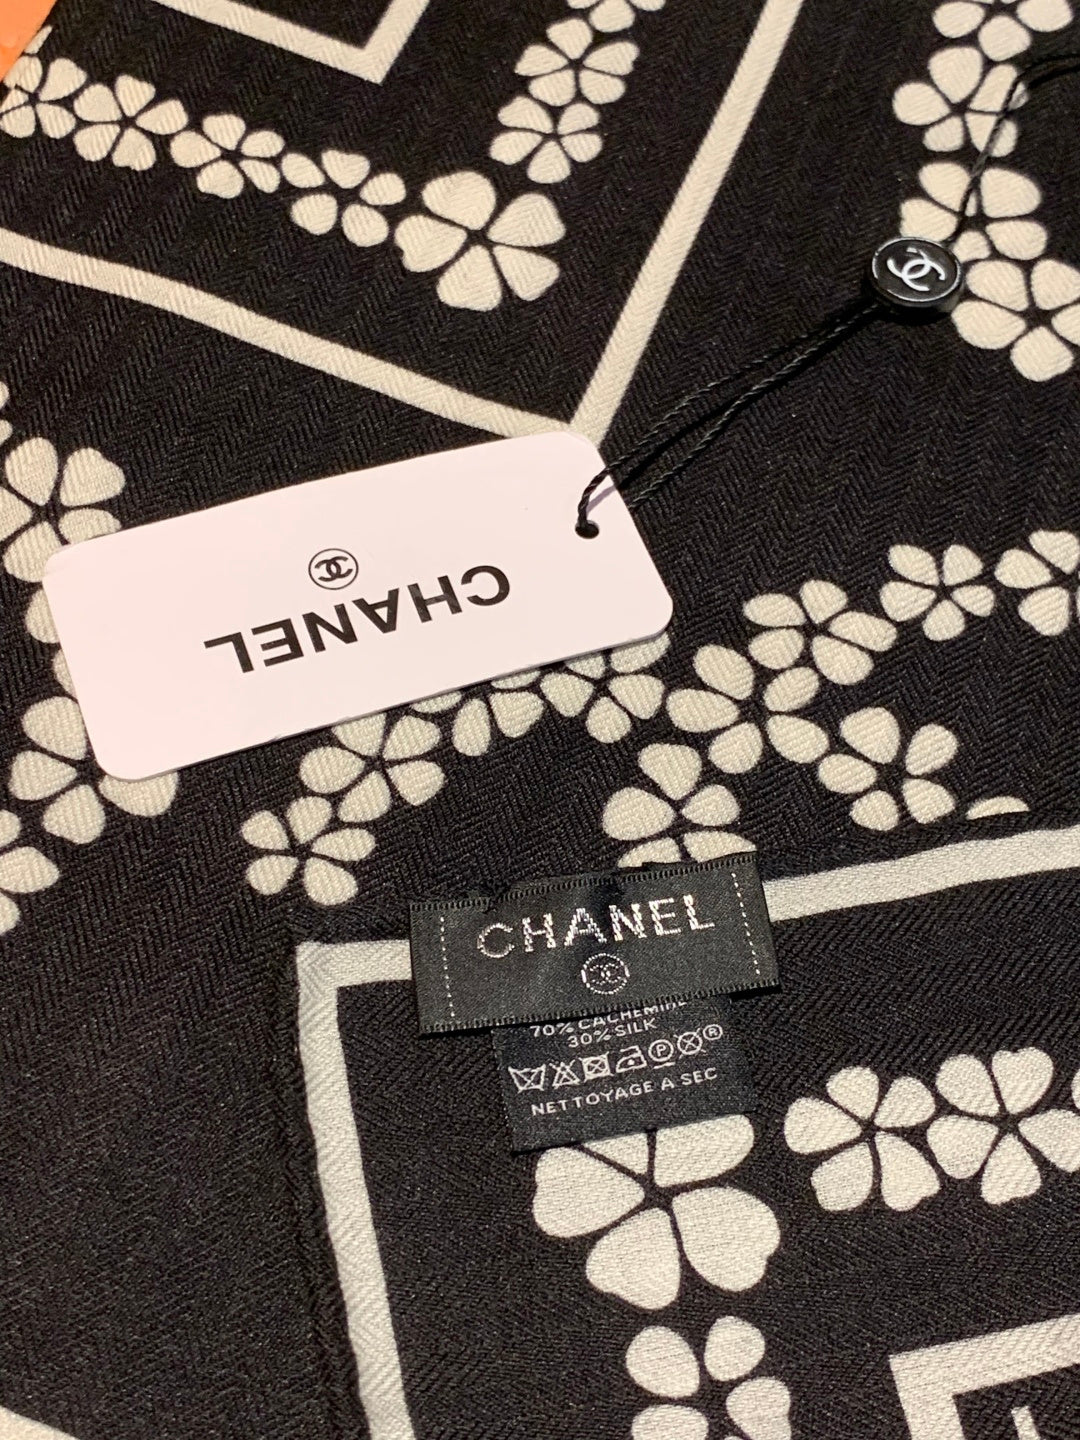 CHANEL
CHANEL
70% CACHEMIRE
30% SILK
P
R
NETTOYAGE A SEC